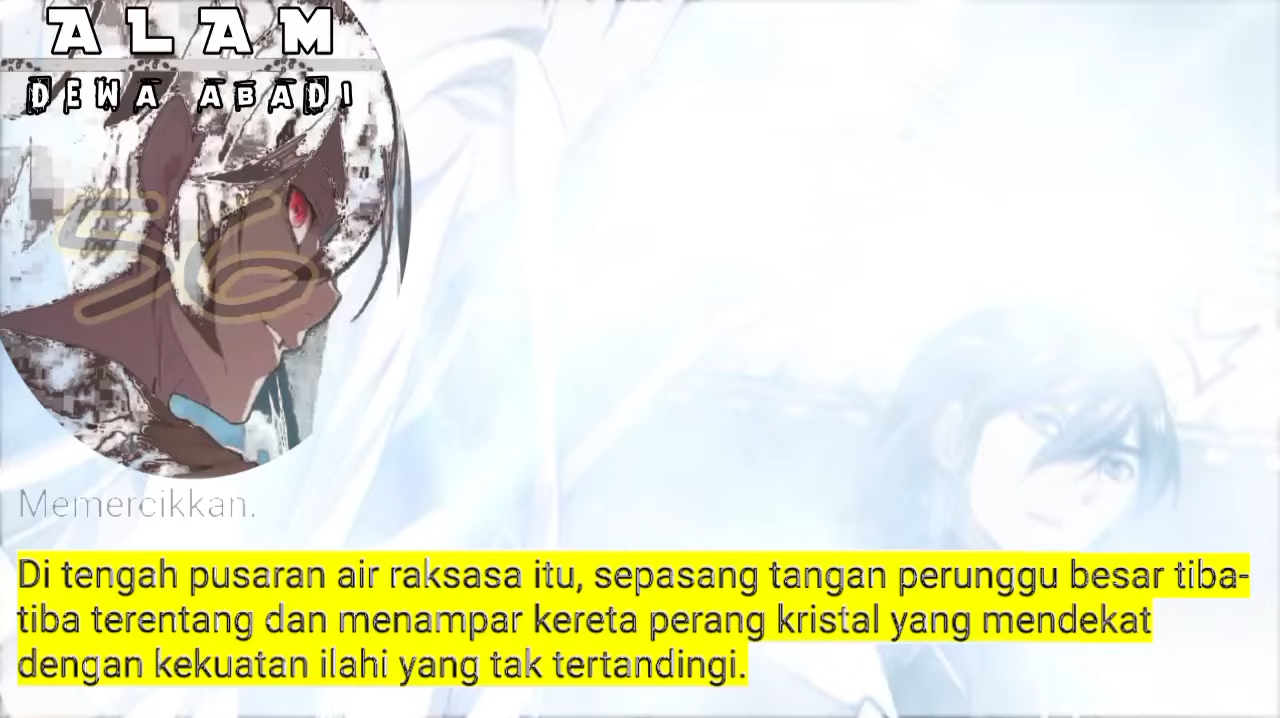 ALAM
DEWA ABADI
56
Memercikkan.
Di tengah pusaran air raksasa itu, sepasang tangan perunggu besar tiba-
tiba terentang dan menampar kereta perang kristal yang mendekat
dengan kekuatan ilahi yang tak tertandingi.